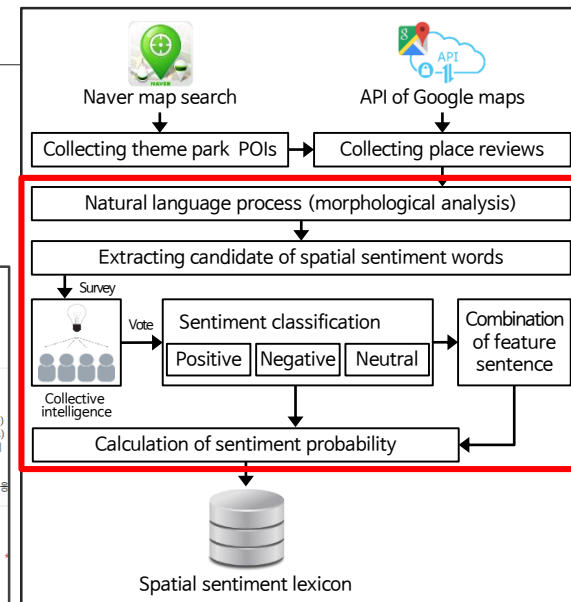 NAVER
API
Naver map search
API of Google maps
Collecting theme park POIs
Collecting place reviews
Natural language process (morphological analysis)
Extracting candidate of spatial sentiment words
Survey
Vote
Sentiment classification
Positive
Negative
Neutral
Combination
of feature
sentence
Collective
intelligence
Calculation of sentiment probability
Spatial sentiment lexicon